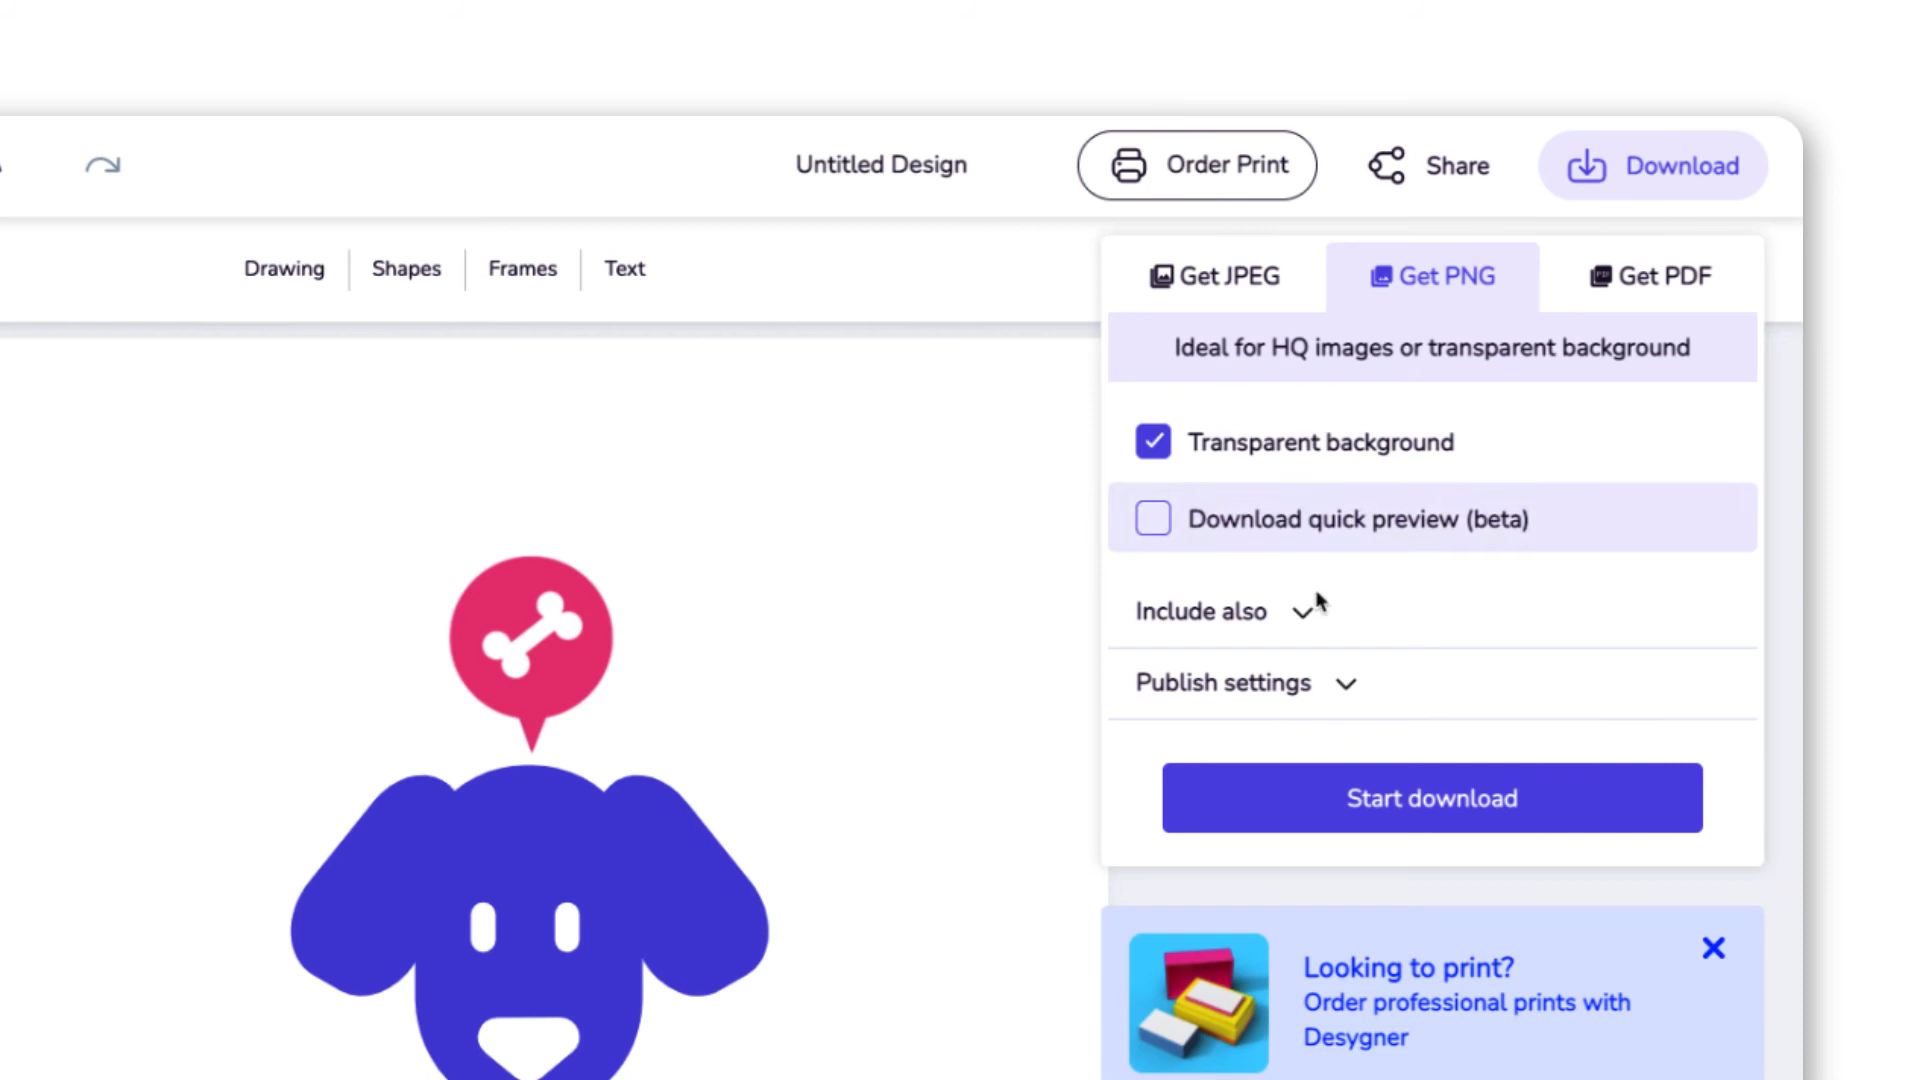 Untitled Design
Order Print
Share
Download
Drawing
Shapes
Frames
Text
Get JPEG
Get PNG
Get PDF
Ideal for HQ images or transparent background
Transparent background
Download quick preview (beta)
Include also
Publish settings
Start download
Looking to print?
Order professional prints with
Desygner